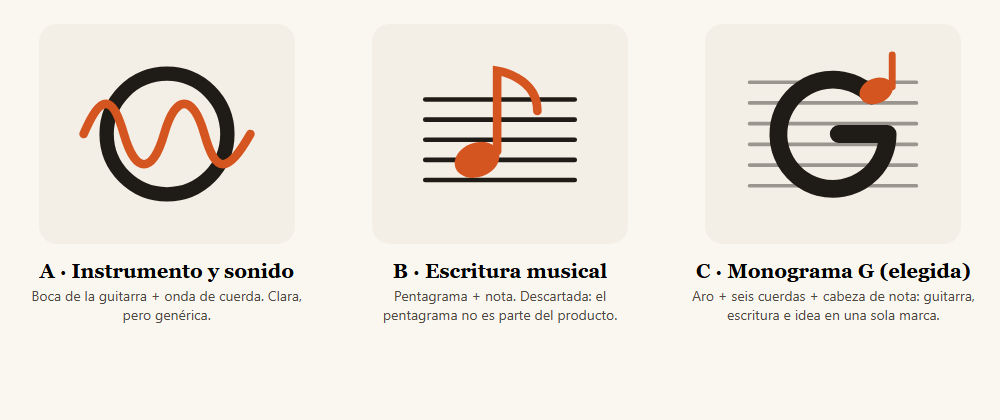 A · Instrumento y sonido
Boca de la guitarra + onda de cuerda. Clara,
pero genérica.
B · Escritura musical
Pentagrama + nota. Descartada: el
pentagrama no es parte del producto.
C · Monograma G (elegida)
Aro + seis cuerdas + cabeza de nota: guitarra,
escritura e idea en una sola marca.